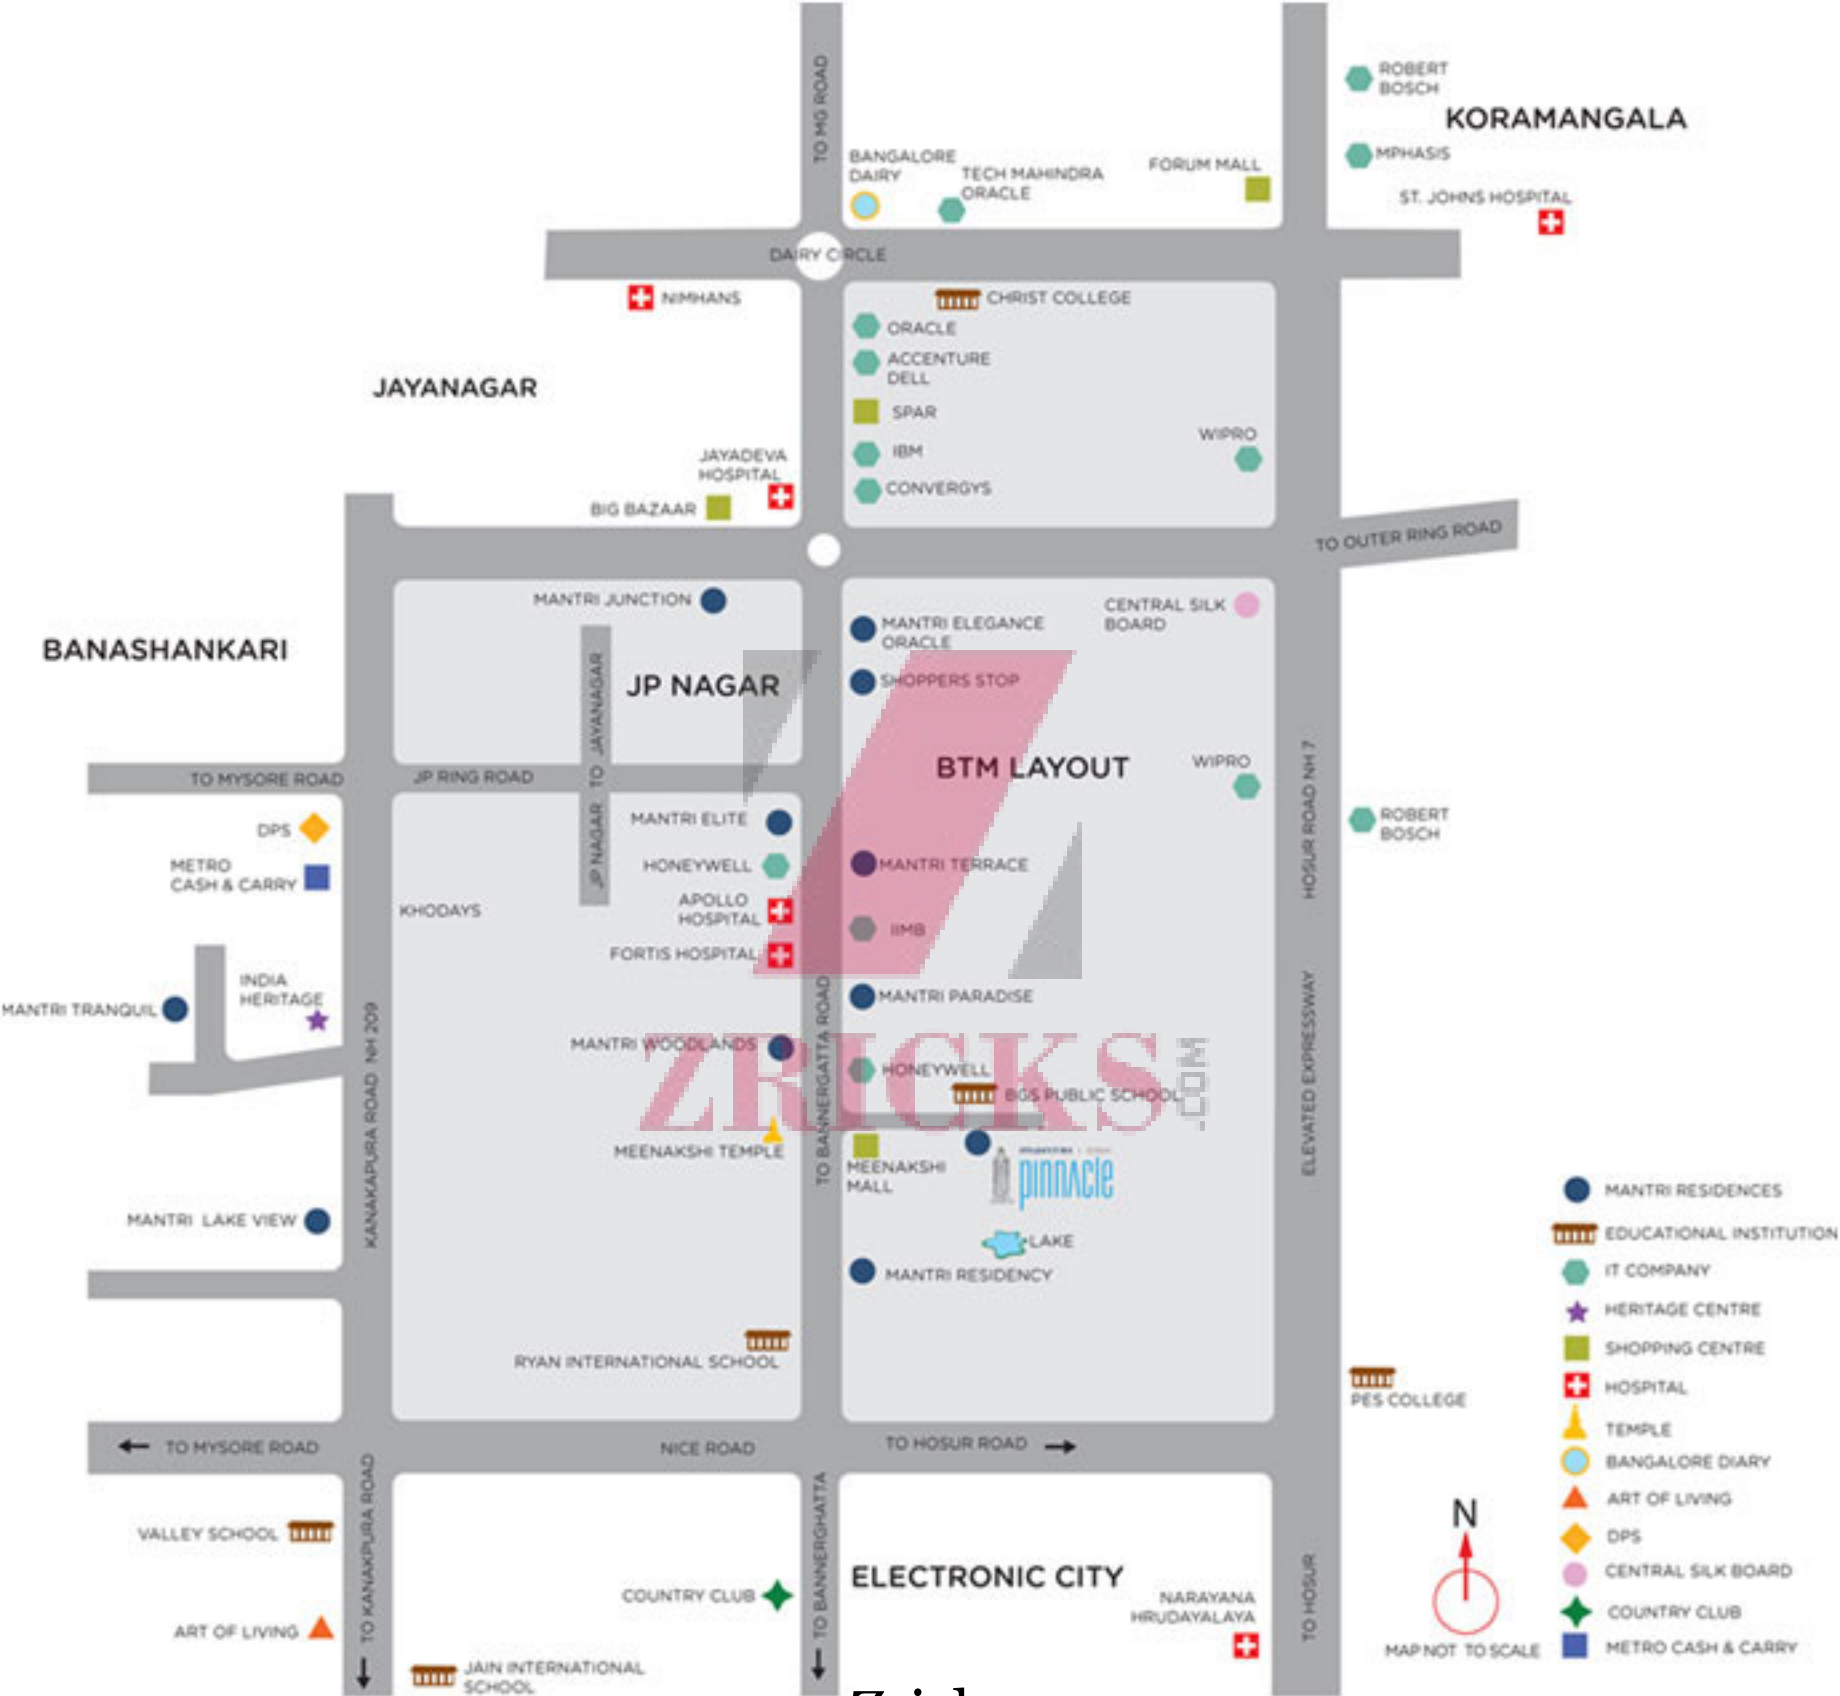 TO MG ROAD
ROBERT
BOSCH
KORAMANGALA
MPHASIS
ST. JOHNS HOSPITAL
BANGALORE
DAIRY
TECH MAHINDRA
ORACLE
FORUM MALL
DAIRY CIRCLE
NIMHANS
CHRIST COLLEGE
ORACLE
ACCENTURE
DELL
SPAR
IBM
CONVERGYS
WIPRO
JAYANAGAR
JAYADEVA
HOSPITAL
BIG BAZAAR
TO OUTER RING ROAD
MANTRI JUNCTION
MANTRI ELEGANCE
ORACLE
CENTRAL SILK
BOARD
BANASHANKARI
JP NAGAR
SHOPPERS STOP
JP NAGAR TO JAYANAGAR
BTM LAYOUT
WIPRO
TO MYSORE ROAD
JP RING ROAD
HOSUR ROAD NH 7
ROBERT
BOSCH
DPS
METRO
CASH & CARRY
KHODAYS
MANTRI ELITE
HONEYWELL
APOLLO
HOSPITAL
FORTIS HOSPITAL
MANTRI TERRACE
IIMB
MANTRI PARADISE
INDIA
HERITAGE
MANTRI TRANQUIL
KANAKAPURA ROAD NH 209
TO BANNERGATTA ROAD
ELEVATED EXPRESSWAY
MANTRI WOODLANDS
HONEYWELL
BGS PUBLIC SCHOOL
ZRICKS
.COM
MEENAKSHI TEMPLE
MEENAKSHI
MALL
PINNACLE
LAKE
MANTRI LAKE VIEW
MANTRI RESIDENCY
RYAN INTERNATIONAL SCHOOL
PES COLLEGE
TO MYSORE ROAD
NICE ROAD
TO HOSUR ROAD
VALLEY SCHOOL
ART OF LIVING
TO KANAKPURA ROAD
JAIN INTERNATIONAL
SCHOOL
COUNTRY CLUB
TO BANNERGHATTA
ELECTRONIC CITY
NARAYANA
HRUDAYALAYA
TO HOSUR
N
MAP NOT TO SCALE
MANTRI RESIDENCES
EDUCATIONAL INSTITUTION
IT COMPANY
HERITAGE CENTRE
SHOPPING CENTRE
HOSPITAL
TEMPLE
BANGALORE DIARY
ART OF LIVING
DPS
CENTRAL SILK BOARD
COUNTRY CLUB
METRO CASH & CARRY